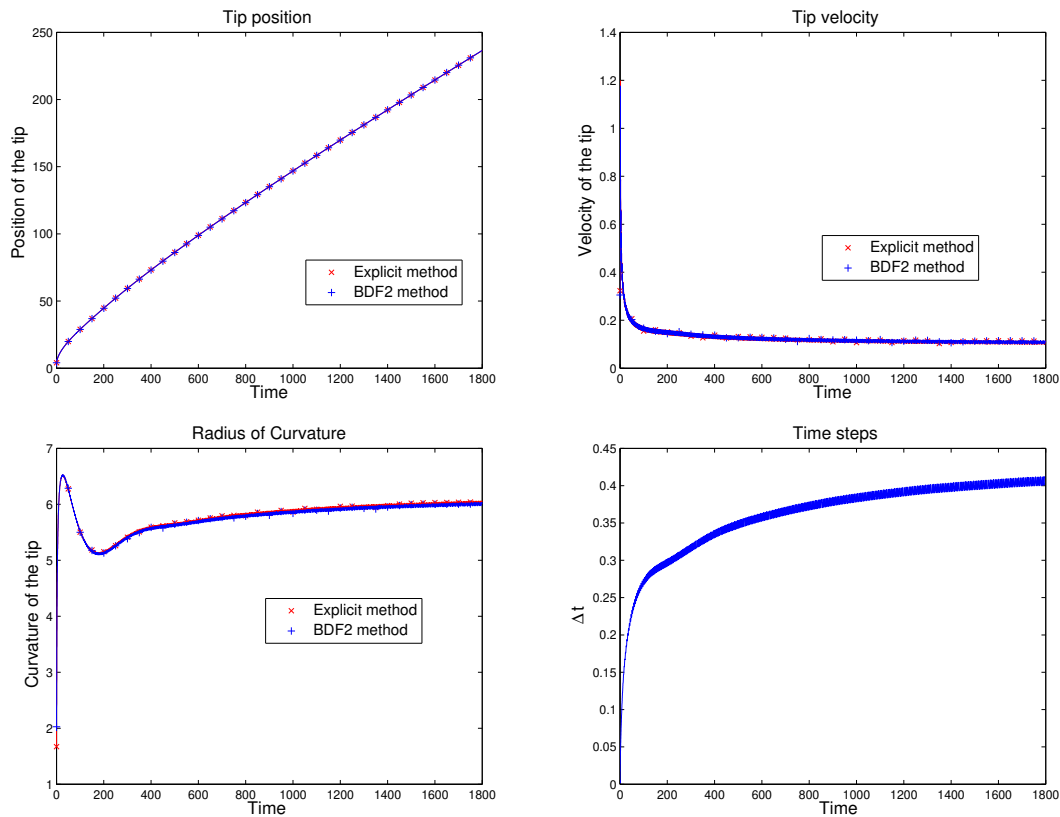 Tip position
250
200
150
100
50
0
0 200 400 600 800 1000 1200 1400 1600 1800
Position of the tip
Time
Explicit method
BDF2 method
Tip velocity
1.4
1.2
1
0.8
0.6
0.4
0.2
0
0 200 400 600 800 1000 1200 1400 1600 1800
Velocity of the tip
Time
Explicit method
BDF2 method
Radius of Curvature
7
6
5
4
3
2
1
0 200 400 600 800 1000 1200 1400 1600 1800
Curvature of the tip
Time
Explicit method
BDF2 method
Time steps
0.45
0.4
0.35
0.3
0.25
0.2
0.15
0.1
0.05
0
0 200 400 600 800 1000 1200 1400 1600 1800
Δt
Time